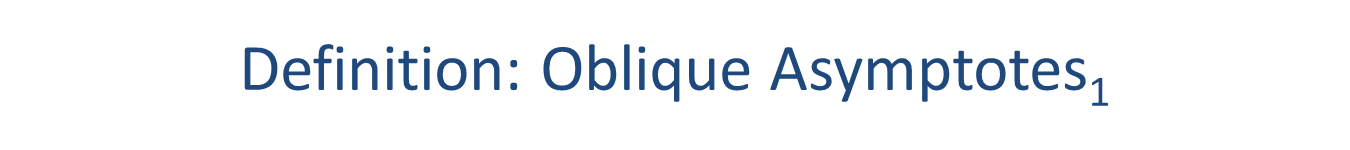 Definition: Oblique Asymptotes₁